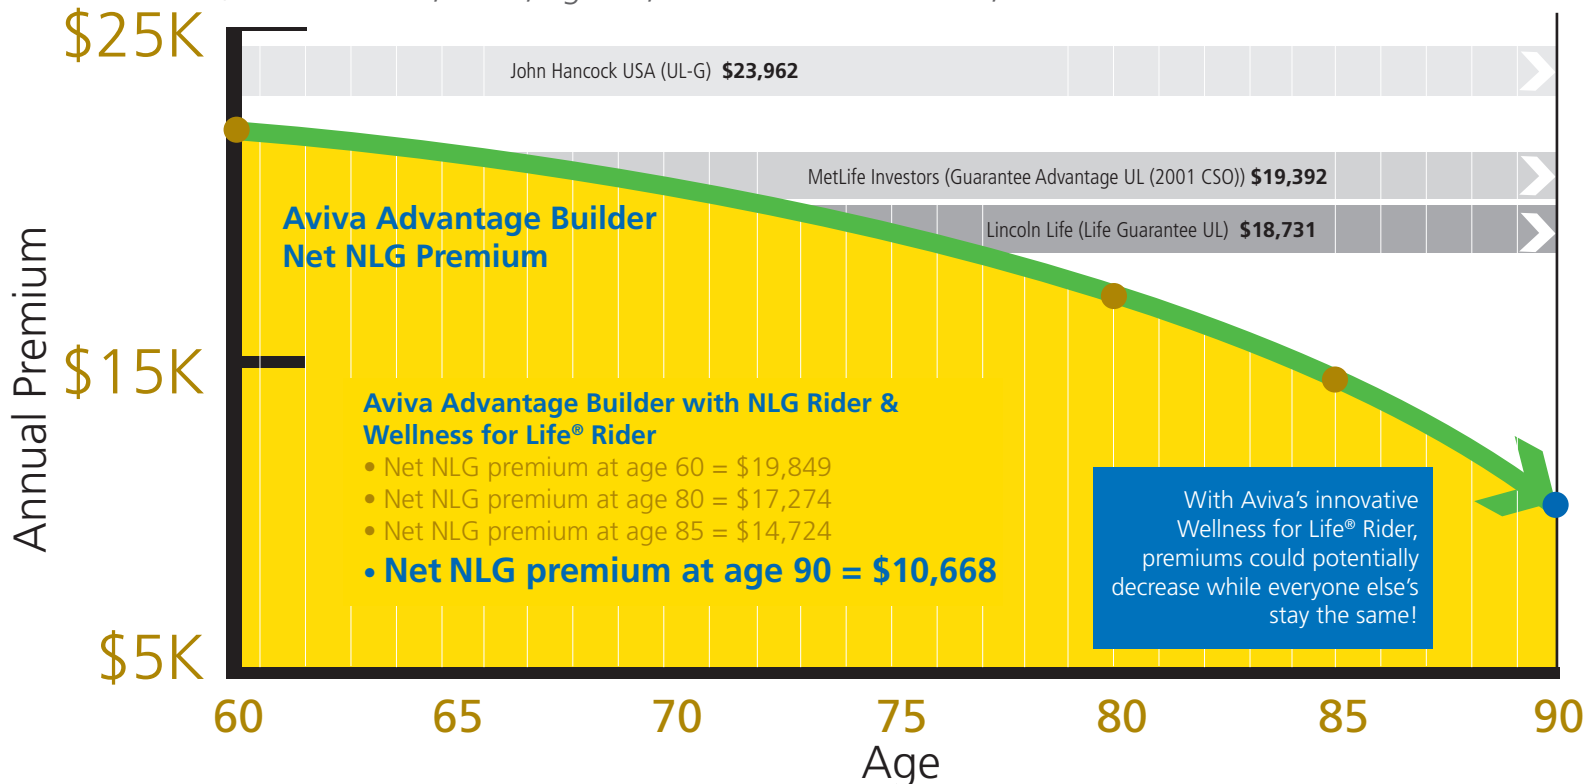 $25K
John Hancock USA (UL-G) $23,962
MetLife Investors (Guarantee Advantage UL (2001 CSO)) $19,392
Lincoln Life (Life Guarantee UL) $18,731
Aviva Advantage Builder
Net NLG Premium
Annual Premium
$15K
Aviva Advantage Builder with NLG Rider &
Wellness for Life® Rider
• Net NLG premium at age 60 = $19,849
• Net NLG premium at age 80 = $17,274
• Net NLG premium at age 85 = $14,724
• Net NLG premium at age 90 = $10,668
With Aviva’s innovative
Wellness for Life® Rider,
premiums could potentially
decrease while everyone else’s
stay the same!
$5K
60 65 70 75 80 85 90
Age